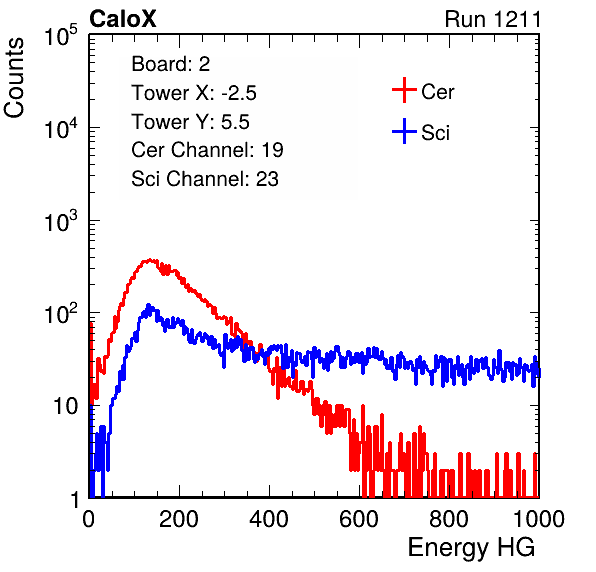 CaloX Run 1211
Counts
10^5
10^4
10^3
10^2
10
1
Board: 2
Tower X: -2.5
Tower Y: 5.5
Cer Channel: 19
Sci Channel: 23
Cer
Sci
0 200 400 600 800 1000
Energy HG